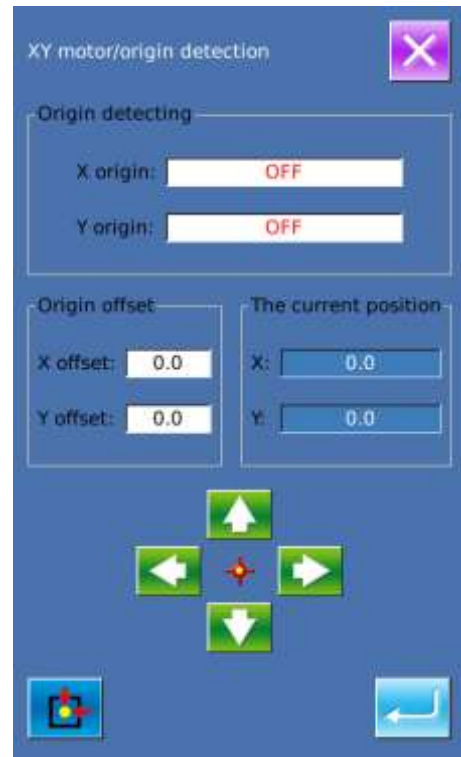 XY motor/origin detection
Origin detecting
X origin: OFF
Y origin: OFF
Origin offset
X offset: 0.0
Y offset: 0.0
The current position
X: 0.0
Y: 0.0